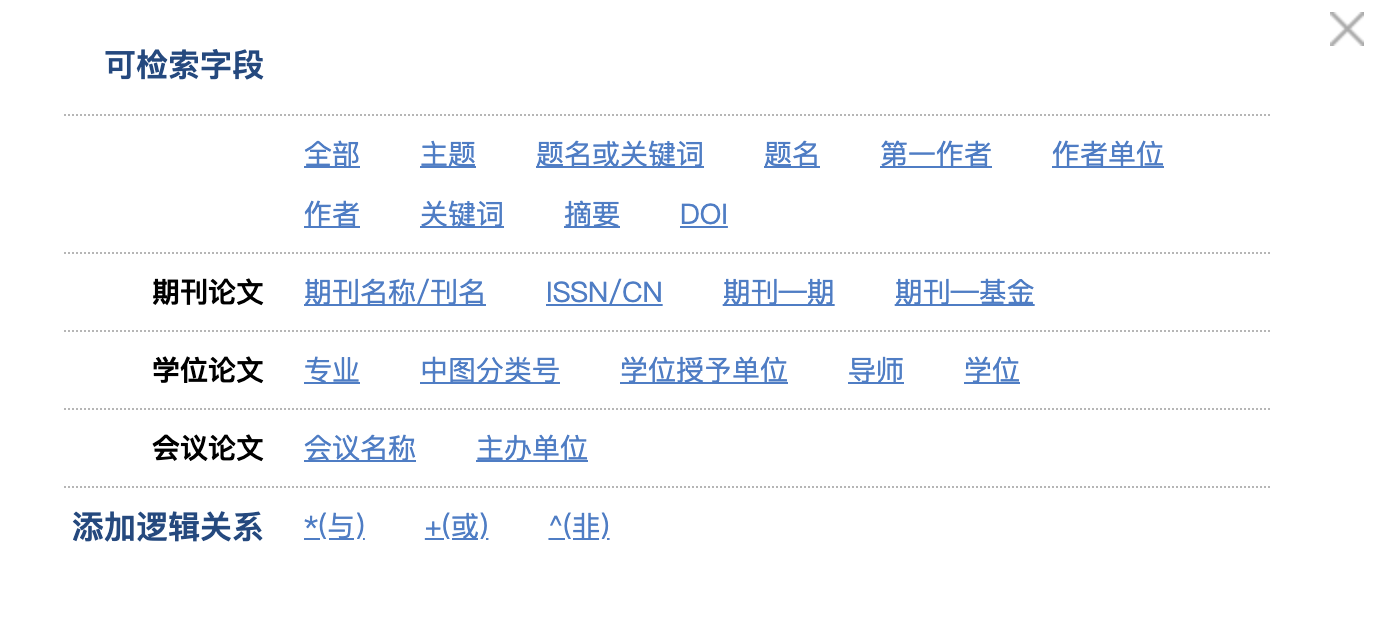 可检索字段
全部 主题 题名或关键词 题名 第一作者 作者单位
作者 关键词 摘要 DOI
期刊论文 期刊名称/刊名 ISSN/CN 期刊—期 期刊—基金
学位论文 专业 中图分类号 学位授予单位 导师 学位
会议论文 会议名称 主办单位
添加逻辑关系 *(与) +(或) ^(非)